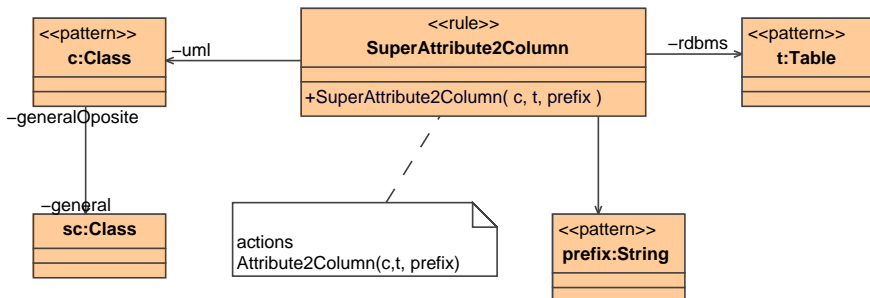 <<pattern>>
c:Class
–uml
<<rule>>
SuperAttribute2Column
+SuperAttribute2Column( c, t, prefix )
–rdbms
<<pattern>>
t:Table
–generalOposite
–general
sc:Class
actions
Attribute2Column(c,t, prefix)
<<pattern>>
prefix:String